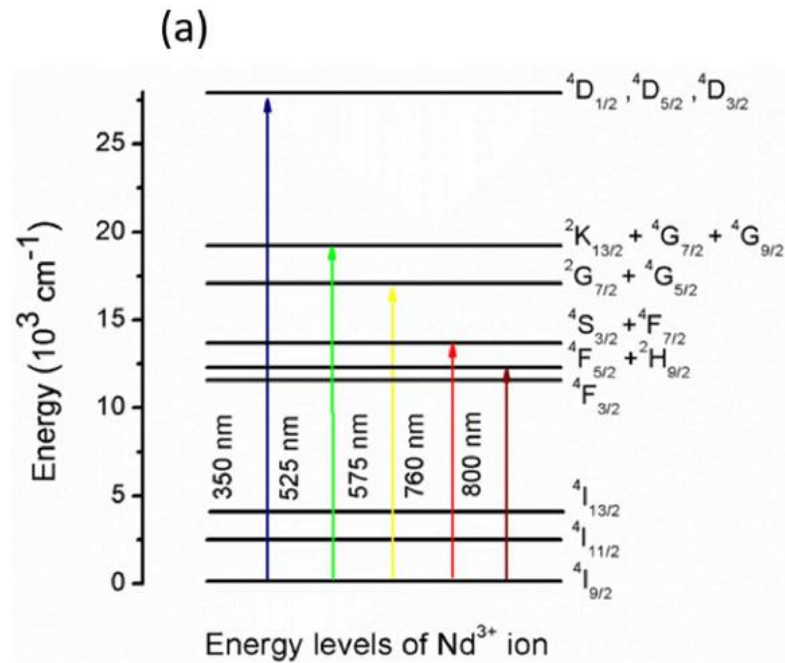 (a)
⁴D₁/₂ ,⁴D₅/₂ ,⁴D₃/₂
25
20
²K₁₃/₂ + ⁴G₇/₂ + ⁴G₉/₂
²G₇/₂ + ⁴G₅/₂
15
⁴S₃/₂ +⁴F₇/₂
⁴F₅/₂ +²H₉/₂
⁴F₃/₂
10
5
0
Energy (10³ cm⁻¹)
350 nm
525 nm
575 nm
760 nm
800 nm
⁴I₁₃/₂
⁴I₁₁/₂
⁴I₉/₂
Energy levels of Nd³⁺ ion